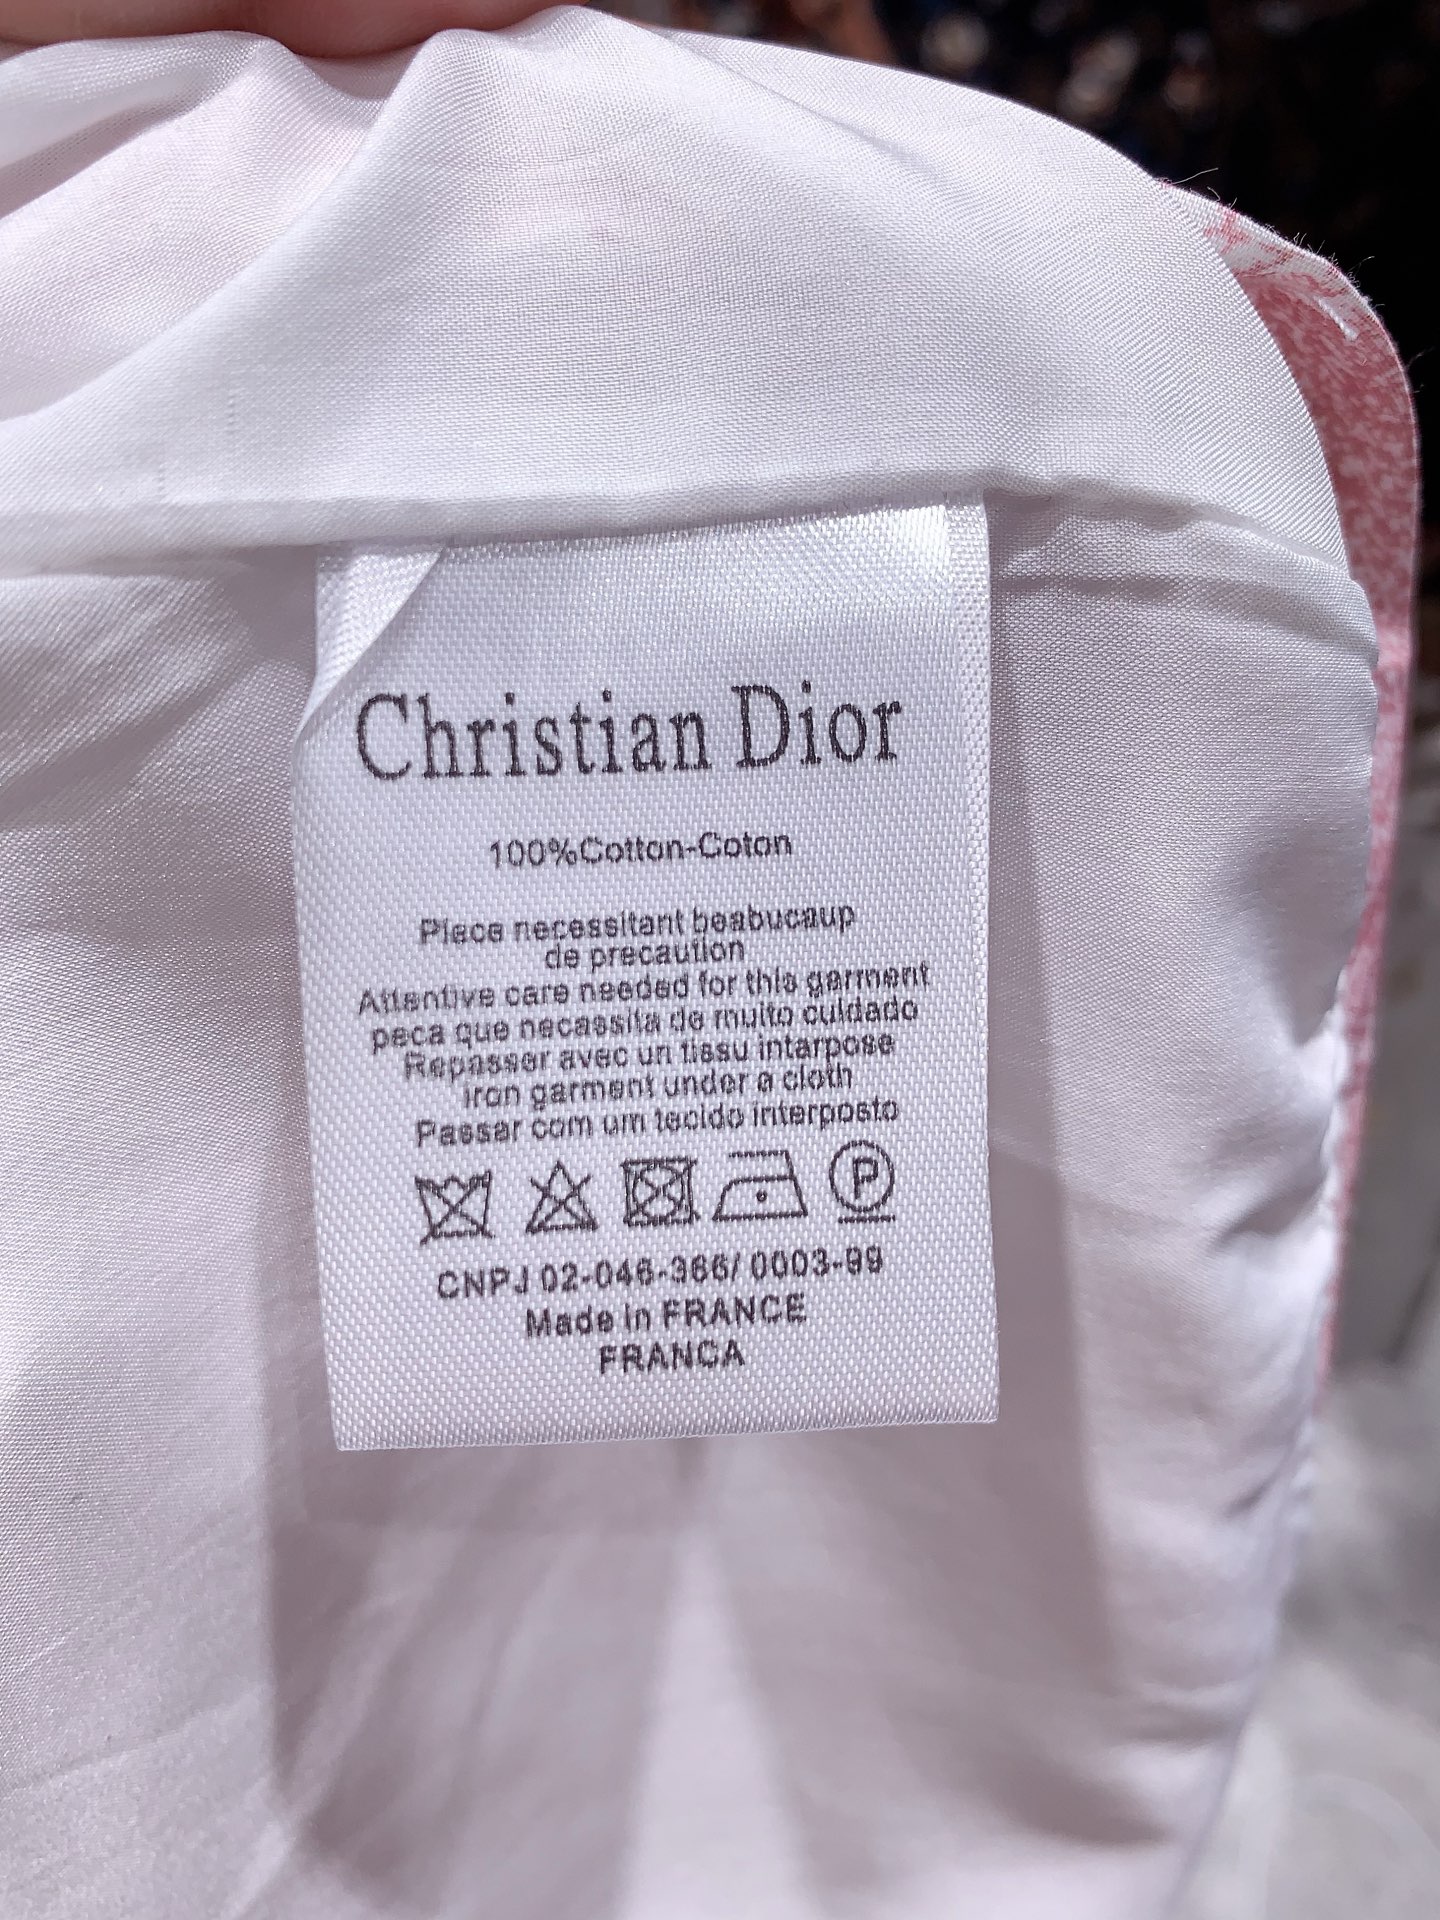 Christian Dior
100%Cotton-Coton
Piece necessitant beabucaup
de precaution
Attentive care needed for this garment
peca que necassita de muito cuidado
Repasser avec un tissu intarpose
iron garment under a cloth
Passar com um tecido interposto
P
CNPJ 02-046-366/ 0003-99
Made in FRANCE
FRANCA